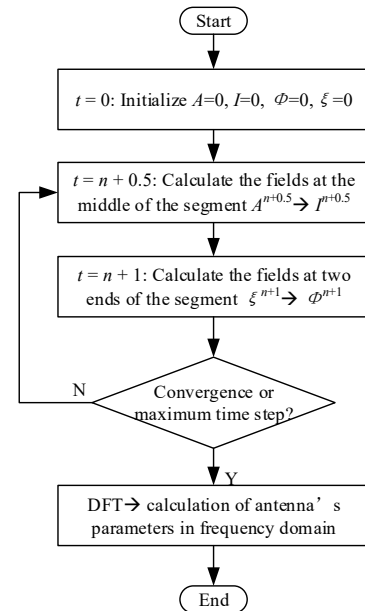 Start
t = 0: Initialize A=0, I=0, Φ=0, ξ=0
t = n + 0.5: Calculate the fields at the
middle of the segment A^{n+0.5}→ I^{n+0.5}
t = n + 1: Calculate the fields at two
ends of the segment ξ^{n+1}→ Φ^{n+1}
N
Convergence or
maximum time step?
Y
DFT→ calculation of antenna’s
parameters in frequency domain
End